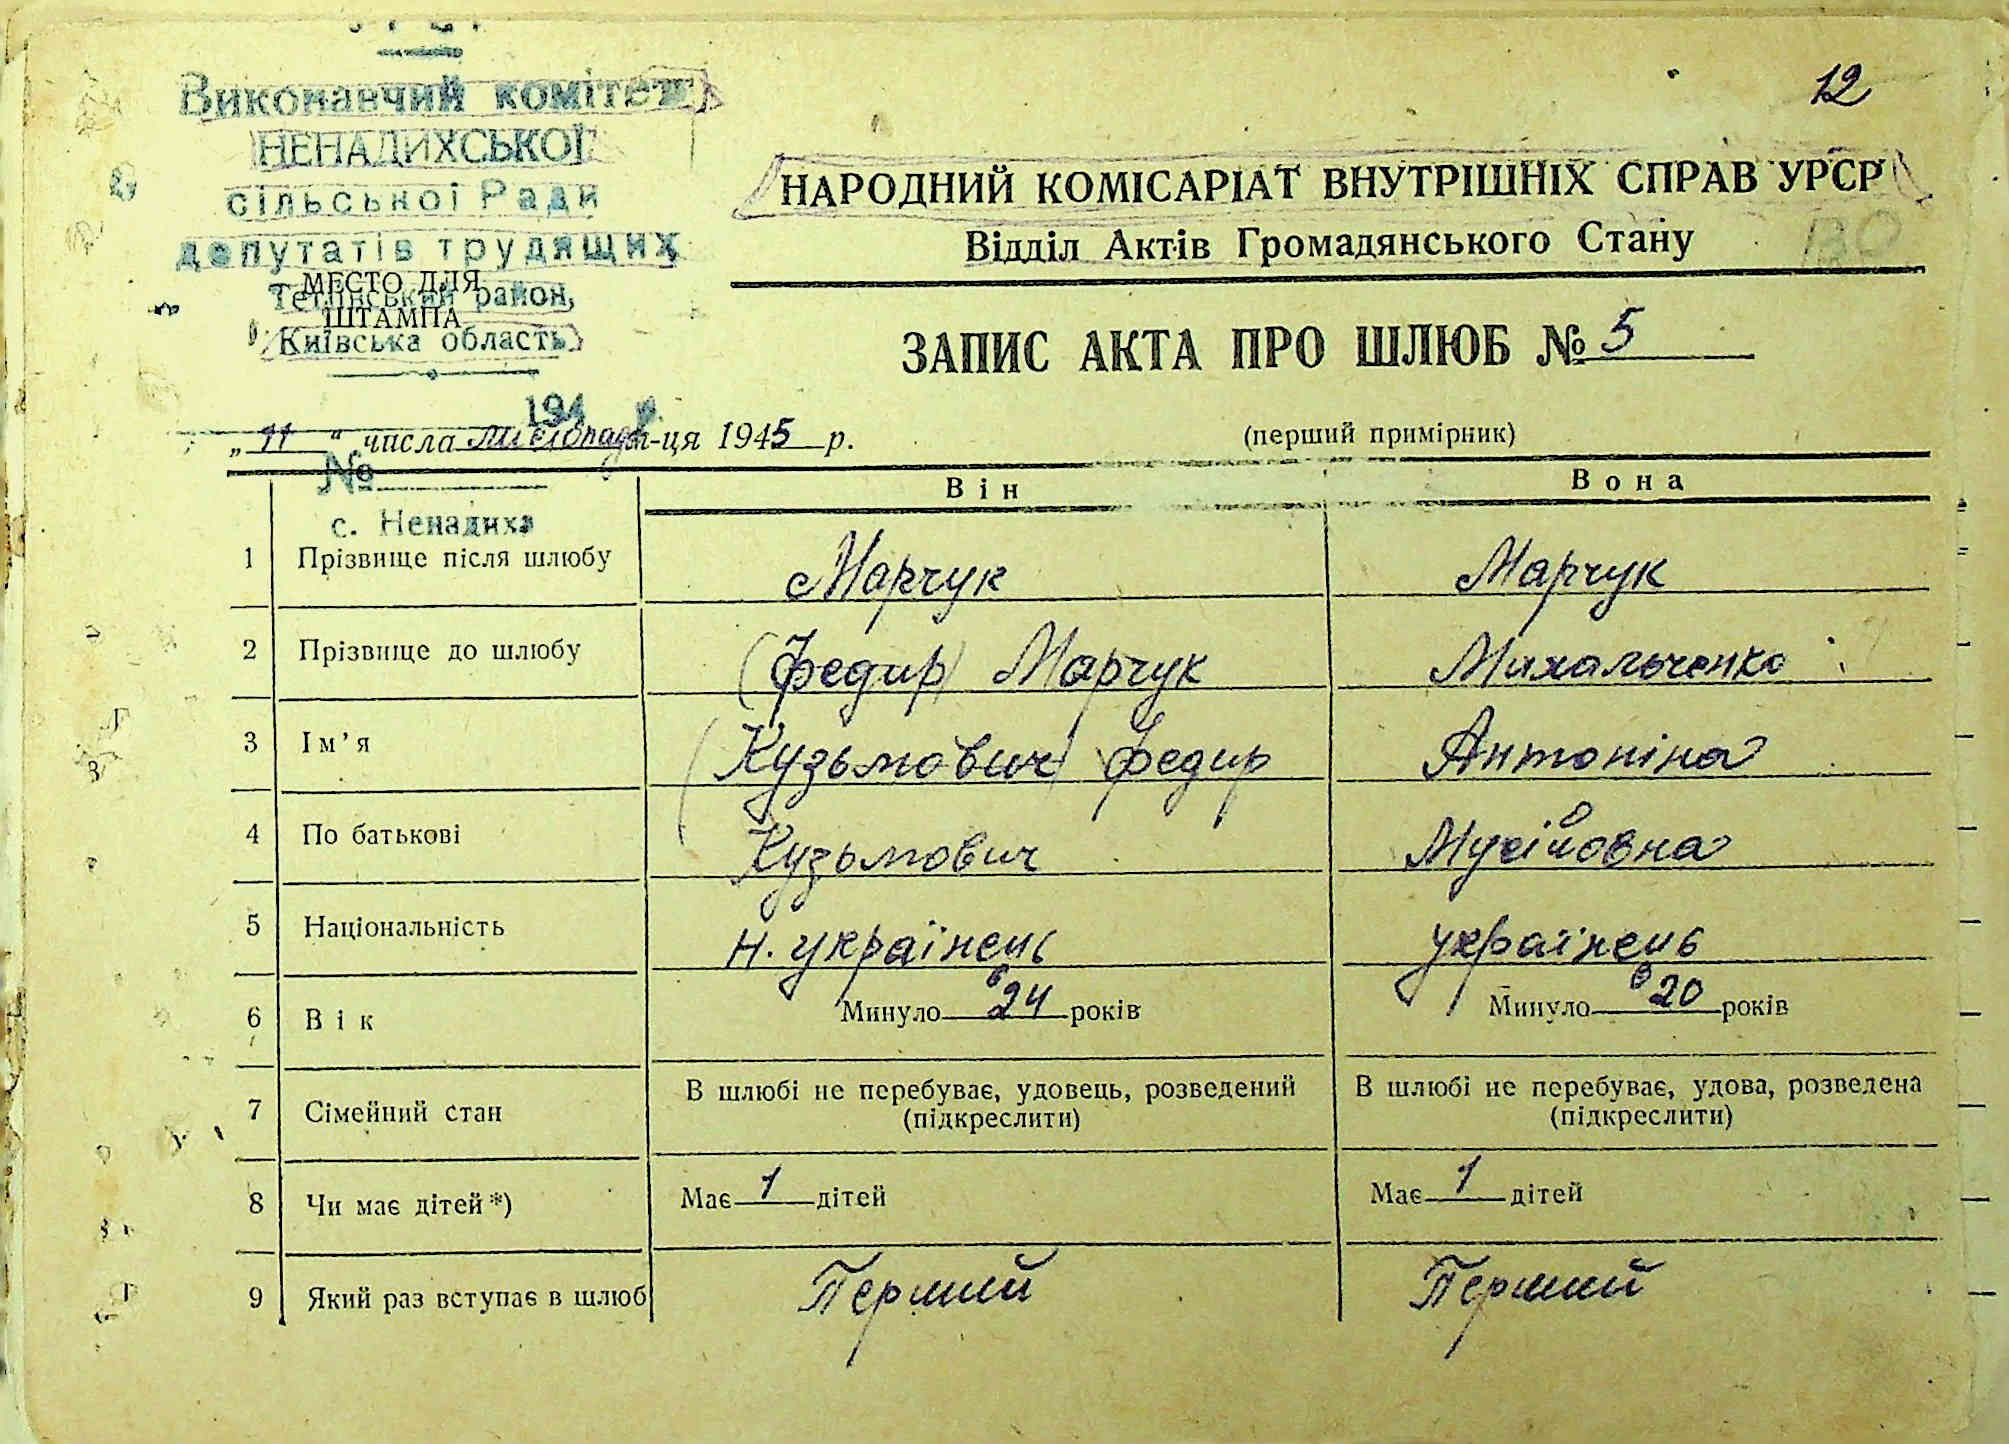 12
Виконавчий комітет
НЕНАДИХСЬКОЇ
сільської Ради
депутатів трудящих
Тетіївський район,
Київська область
МЕСТО ДЛЯ
ШТАМПА
194 р.
№
с. Ненадиха
НАРОДНИЙ КОМІСАРІАТ ВНУТРІШНІХ СПРАВ УРСР
Відділ Актів Громадянського Стану
ЗАПИС АКТА ПРО ШЛЮБ № 5
„11“ числа листопада м-ця 1945 р.
(перший примірник)
Він Вона
1 Прізвище після шлюбу Марчук Марчук
2 Прізвище до шлюбу (Федир) Марчук Михальченко
3 Ім’я (Кузьмович) Федир Антоніна
4 По батькові Кузьмович Мусійовна
5 Національність н. українець українець
6 Вік Минуло 24 років Минуло 20 років
7 Сімейний стан В шлюбі не перебуває, удовець, розведений В шлюбі не перебуває, удова, розведена
(підкреслити) (підкреслити)
8 Чи має дітей*) Має 1 дітей Має 1 дітей
9 Який раз вступає в шлюб Перший Перший